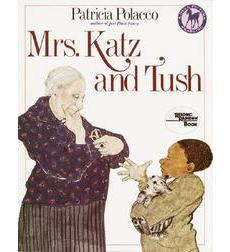 Patricia Polacco
author of Just Plain Fancy
Mrs. Katz
and Tush
READING
RAINBOW
BOOK